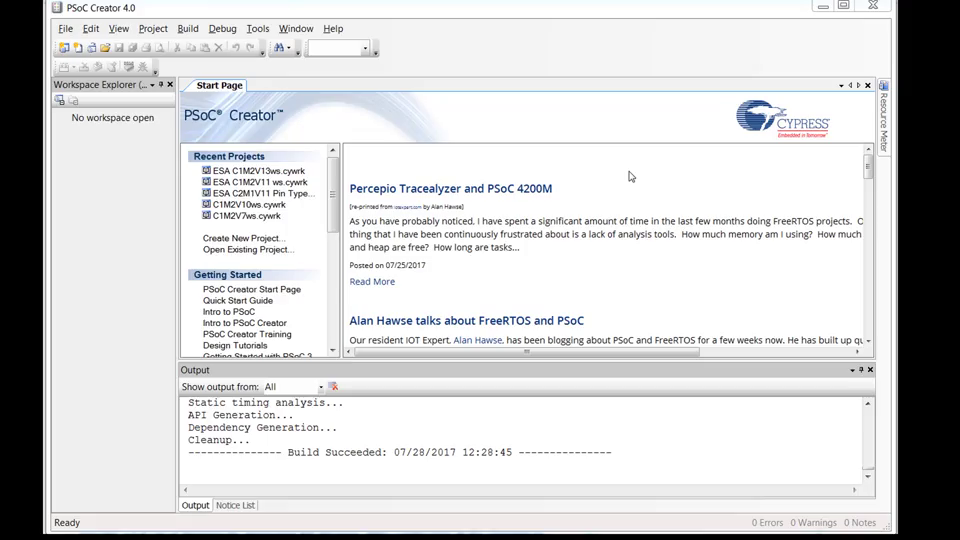 PSoC Creator 4.0
File Edit View Project Build Debug Tools Window Help
Workspace Explorer (...
Start Page
No workspace open
PSoC® Creator™
CYPRESS
Embedded in Tomorrow™
Resource Meter
Recent Projects
ESA C1M2V13ws.cywrk
ESA C1M2V11 ws.cywrk
ESA C2M1V11 Pin Type...
C1M2V10ws.cywrk
C1M2V7ws.cywrk
Create New Project...
Open Existing Project...
Getting Started
PSoC Creator Start Page
Quick Start Guide
Intro to PSoC
Intro to PSoC Creator
PSoC Creator Training
Design Tutorials
Getting Started with PSoC 3
Percepio Tracealyzer and PSoC 4200M
[re-printed from iotexpert.com by Alan Hawse]
As you have probably noticed, I have spent a significant amount of time in the last few months doing FreeRTOS projects.
thing that I have been continuously frustrated about is a lack of analysis tools. How much memory am I using? How much
and heap are free? How long are tasks...
Posted on 07/25/2017
Read More
Alan Hawse talks about FreeRTOS and PSoC
Our resident IOT Expert, Alan Hawse, has been blogging about PSoC and FreeRTOS for a few weeks now. He has built up
Output
Show output from: All
Static timing analysis...
API Generation...
Dependency Generation...
Cleanup...
--------------- Build Succeeded: 07/28/2017 12:28:45 ---------------
Output Notice List
Ready
0 Errors 0 Warnings 0 Notes